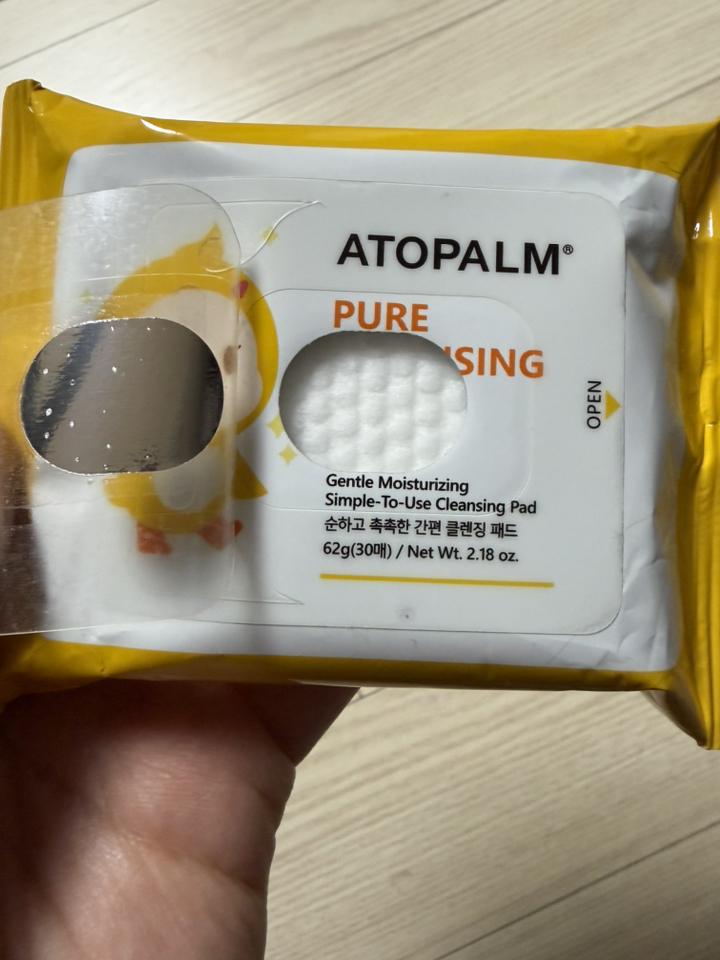 ATOPALM®
PURE
SING
OPEN
Gentle Moisturizing
Simple-To-Use Cleansing Pad
순하고 촉촉한 간편 클렌징 패드
62g(30매) / Net Wt. 2.18 oz.